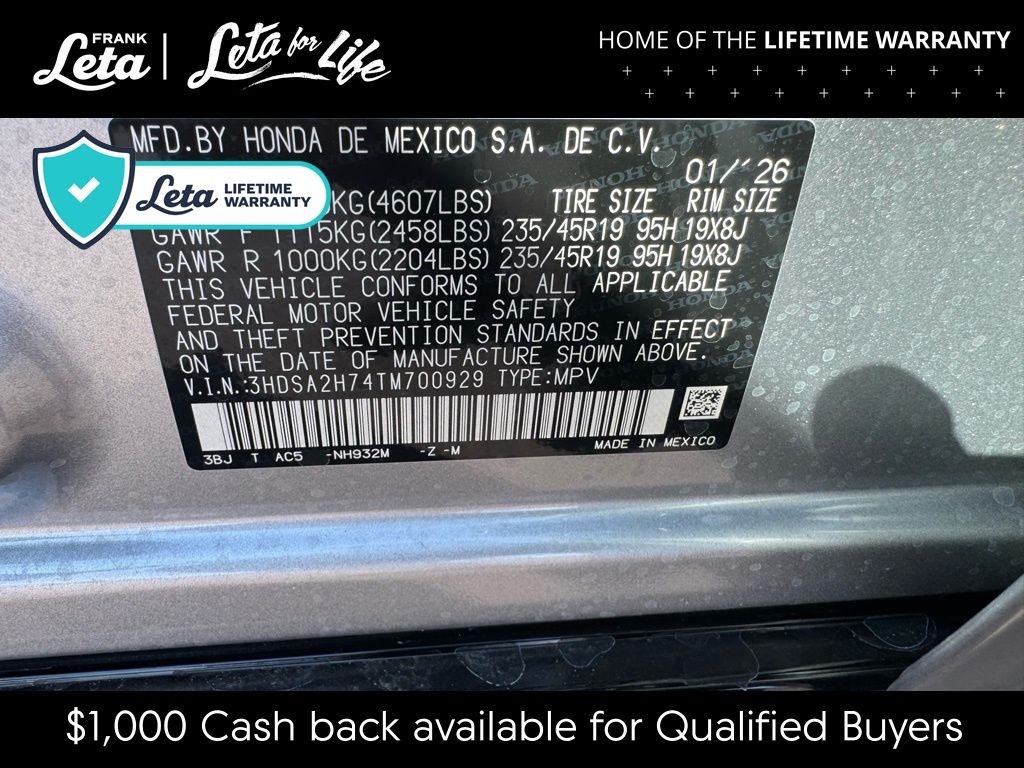 FRANK
Leta
Leta for Life
HOME OF THE LIFETIME WARRANTY
MFD.BY HONDA DE MEXICO S.A. DE C.V.
01/ 26
KG(4607LBS) TIRE SIZE RIM SIZE
Leta LIFETIME
WARRANTY
GAWR F 1115KG(2458LBS) 235/45R19 95H 19X8J
GAWR R 1000KG(2204LBS) 235/45R19 95H 19X8J
THIS VEHICLE CONFORMS TO ALL APPLICABLE
FEDERAL MOTOR VEHICLE SAFETY
AND THEFT PREVENTION STANDARDS IN EFFECT
ON THE DATE OF MANUFACTURE SHOWN ABOVE.
V.I.N.:3HDSA2H74TM700929 TYPE:MPV
3BJ T AC5 -NH932M -Z -M MADE IN MEXICO
$1,000 Cash back available for Qualified Buyers